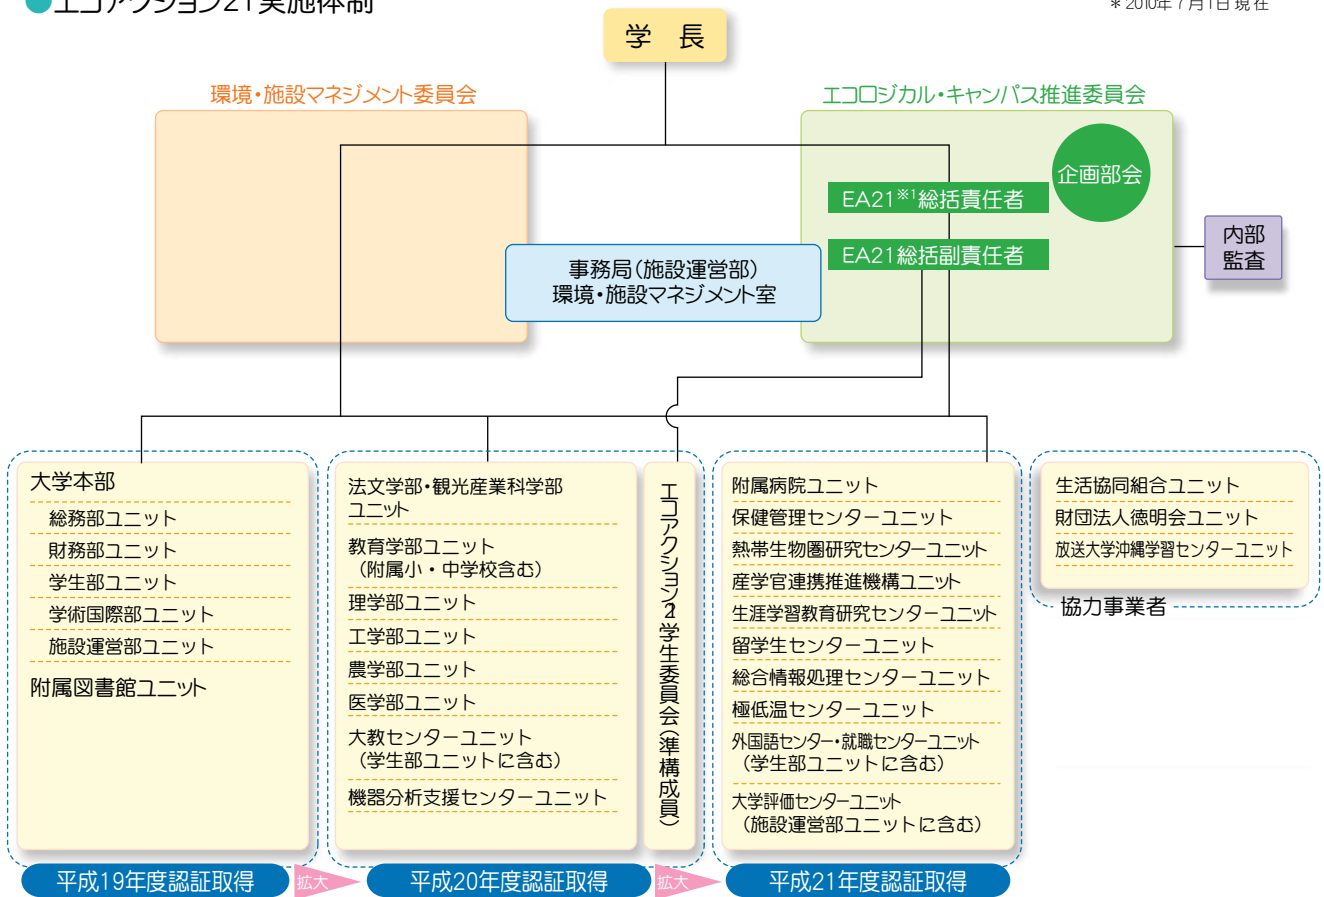 ●エコアクション21実施体制
＊2010年7月1日現在
学 長
環境・施設マネジメント委員会
エコロジカル・キャンパス推進委員会
企画部会
EA21※1総括責任者
EA21総括副責任者
内部
監査
事務局(施設運営部)
環境・施設マネジメント室
大学本部
総務部ユニット
財務部ユニット
学生部ユニット
学術国際部ユニット
施設運営部ユニット
附属図書館ユニット
法文学部・観光産業科学部
ユニット
教育学部ユニット
(附属小・中学校含む)
理学部ユニット
工学部ユニット
農学部ユニット
医学部ユニット
大教センターユニット
(学生部ユニットに含む)
機器分析支援センターユニット
エコアクション21学生委員会(準構成員)
附属病院ユニット
保健管理センターユニット
熱帯生物圏研究センターユニット
産学官連携推進機構ユニット
生涯学習教育研究センターユニット
留学生センターユニット
総合情報処理センターユニット
極低温センターユニット
外国語センター・就職センターユニット
(学生部ユニットに含む)
大学評価センターユニット
(施設運営部ユニットに含む)
生活協同組合ユニット
財団法人徳明会ユニット
放送大学沖縄学習センターユニット
協力事業者
平成19年度認証取得
拡大
平成20年度認証取得
拡大
平成21年度認証取得